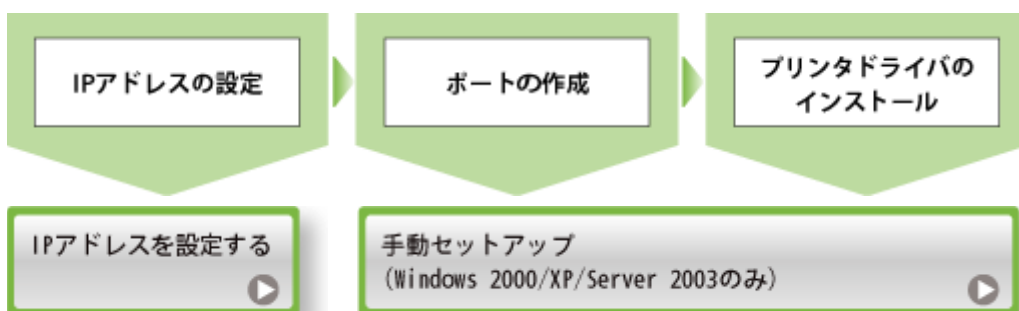 IPアドレスの設定
ポートの作成
プリンタドライバの
インストール
IPアドレスを設定する
手動セットアップ
(Windows 2000/XP/Server 2003のみ)